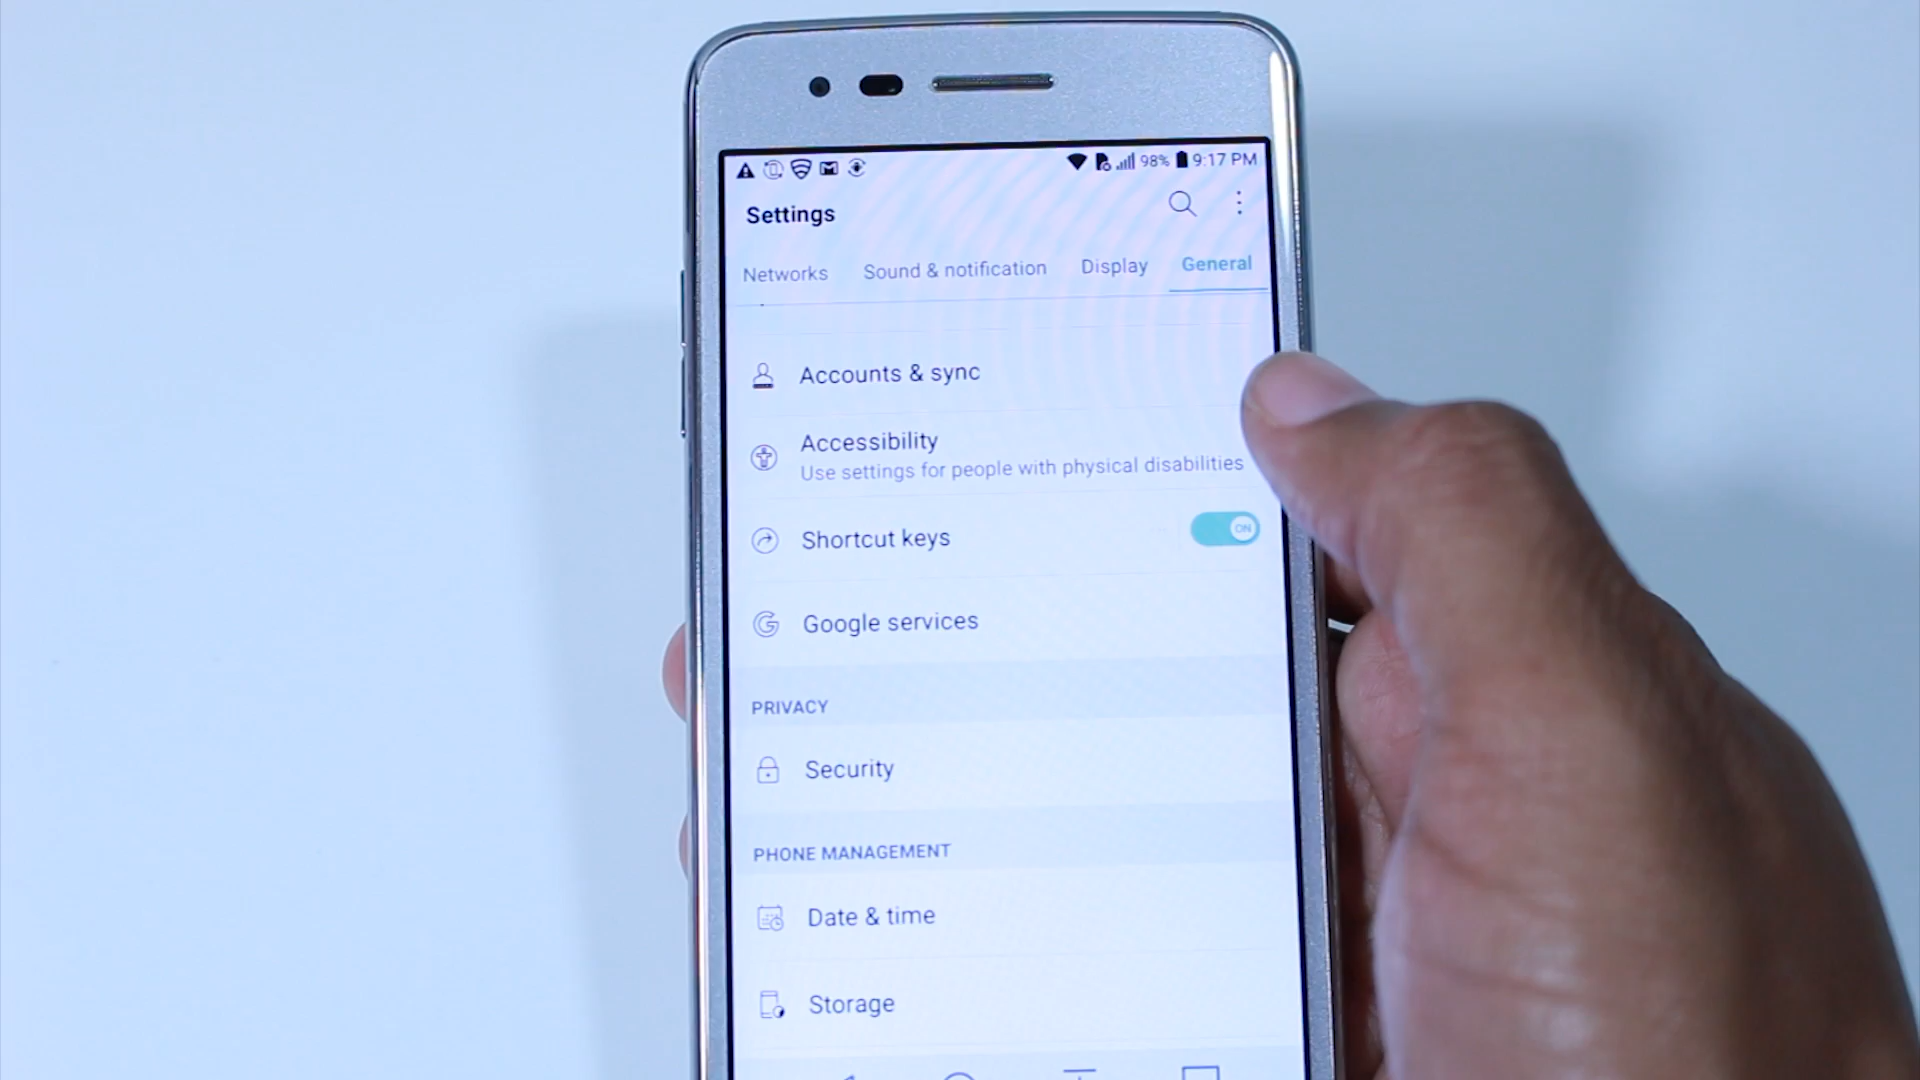 98% 9:17 PM
Settings
Networks Sound & notification Display General
Accounts & sync
Accessibility
Use settings for people with physical disabilities
Shortcut keys ON
Google services
PRIVACY
Security
PHONE MANAGEMENT
Date & time
Storage